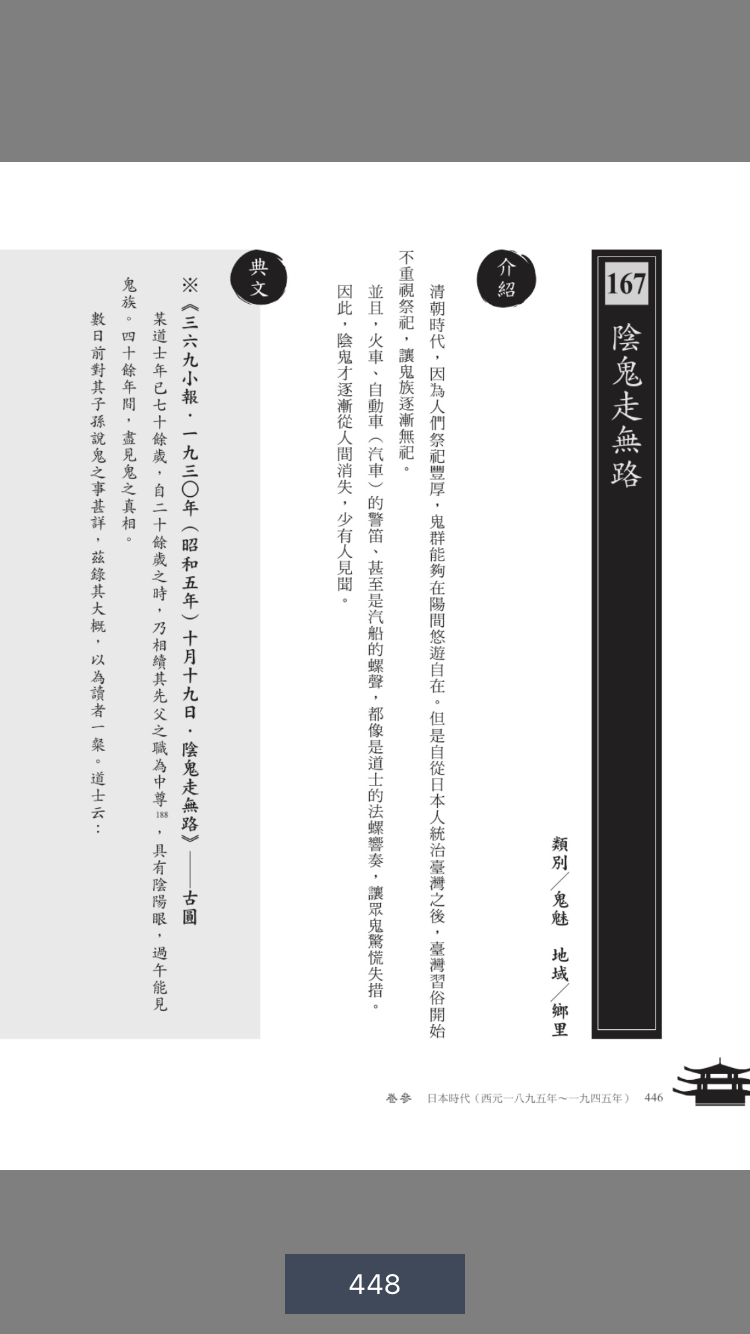 167
陰鬼走無路
類別／鬼魅　地域／鄉里
介紹
清朝時代，因為人們祭祀豐厚，鬼群能夠在陽間悠遊自在。但是自從日本人統治臺灣之後，臺灣習俗開始
不重視祭祀，讓鬼族逐漸無祀。
並且，火車、自動車（汽車）的警笛、甚至是汽船的螺聲，都像是道士的法螺響奏，讓眾鬼驚慌失措。
因此，陰鬼才逐漸從人間消失，少有人見聞。
典文
※《三六九小報．一九三〇年（昭和五年）十月十九日．陰鬼走無路》——古圓
某道士年已七十餘歲，自二十餘歲之時，乃相續其先父之職為中尊188，具有陰陽眼，過午能見
鬼族。四十餘年間，盡見鬼之真相。
數日前對其子孫說鬼之事甚詳，茲錄其大概，以為讀者一粲。道士云：
卷參　日本時代（西元一八九五年～一九四五年）　446
448